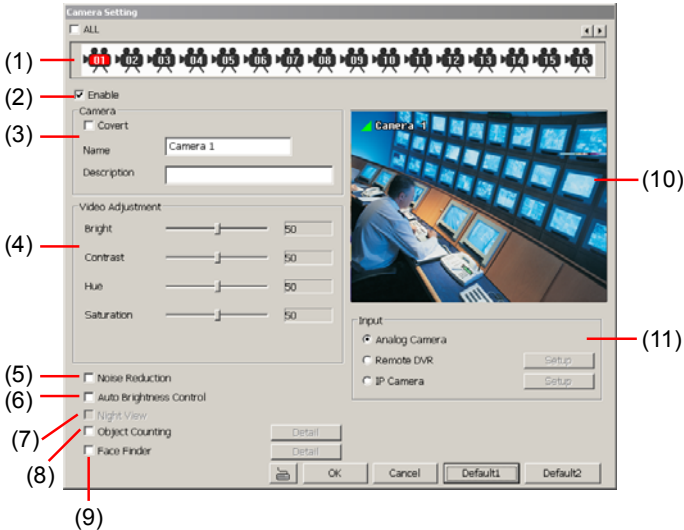 Camera Setting
ALL
(1)
01 02 03 04 05 06 07 08 09 10 11 12 13 14 15 16
(2)
Enable
Camera
(3)
Covert
Name
Camera 1
Description
Camera 1
(10)
Video Adjustment
(4)
Bright
50
Contrast
50
Hue
50
Saturation
50
Input
Analog Camera
(11)
Remote DVR
Setup
IP Camera
Setup
(5)
Noise Reduction
(6)
Auto Brightness Control
(7)
Night View
(8)
Object Counting
Detail
(9)
Face Finder
Detail
OK
Cancel
Default1
Default2